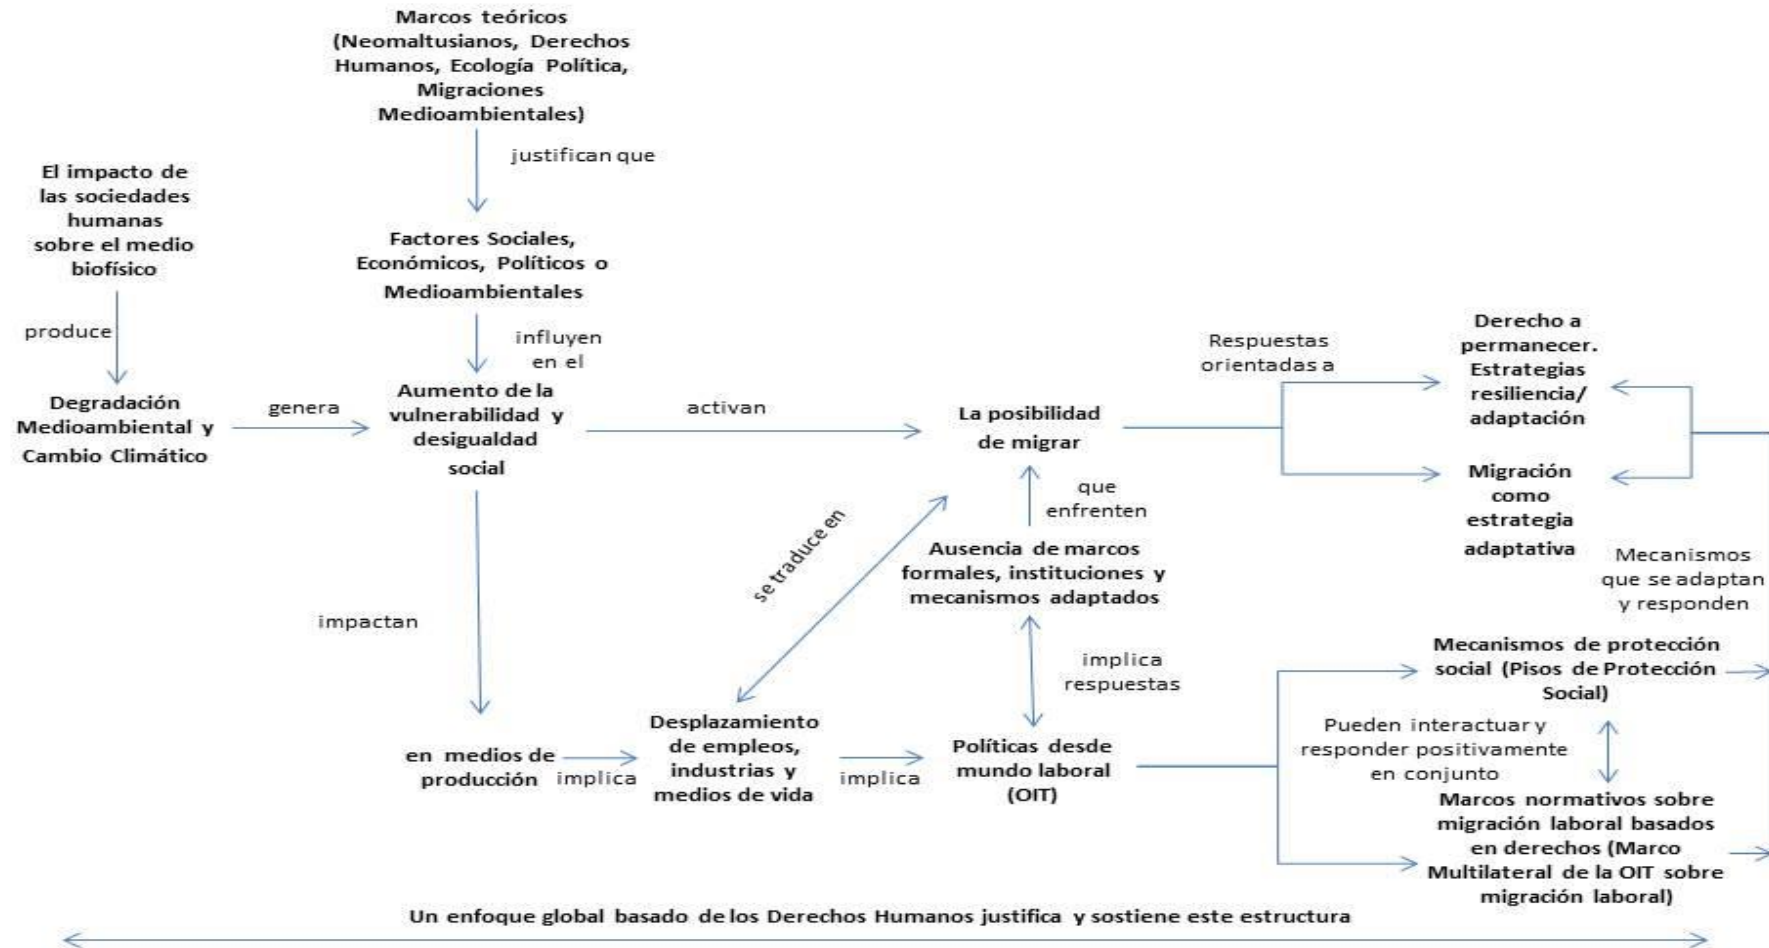 Marcos teóricos
(Neomaltusianos, Derechos
Humanos, Ecología Política,
Migraciones
Medioambientales)
justifican que
El impacto de
las sociedades
humanas
sobre el medio
biofísico
Factores Sociales,
Económicos, Políticos o
Medioambientales
produce
influyen
en el
Degradación
Medioambiental y
Cambio Climático
genera
Aumento de la
vulnerabilidad y
desigualdad
social
activan
La posibilidad
de migrar
Respuestas
orientadas a
Derecho a
permanecer.
Estrategias
resiliencia/
adaptación
Migración
como
estrategia
adaptativa
que
enfrenten
se traduce en
Ausencia de marcos
formales, instituciones y
mecanismos adaptados
Mecanismos
que se adaptan
y responden
impactan
implica
respuestas
Mecanismos de protección
social (Pisos de Protección
Social)
en medios de
producción
implica
Desplazamiento
de empleos,
industrias y
medios de vida
implica
Políticas desde
mundo laboral
(OIT)
Pueden interactuar y
responder positivamente
en conjunto
Marcos normativos sobre
migración laboral basados
en derechos (Marco
Multilateral de la OIT sobre
migración laboral)
Un enfoque global basado de los Derechos Humanos justifica y sostiene este estructura